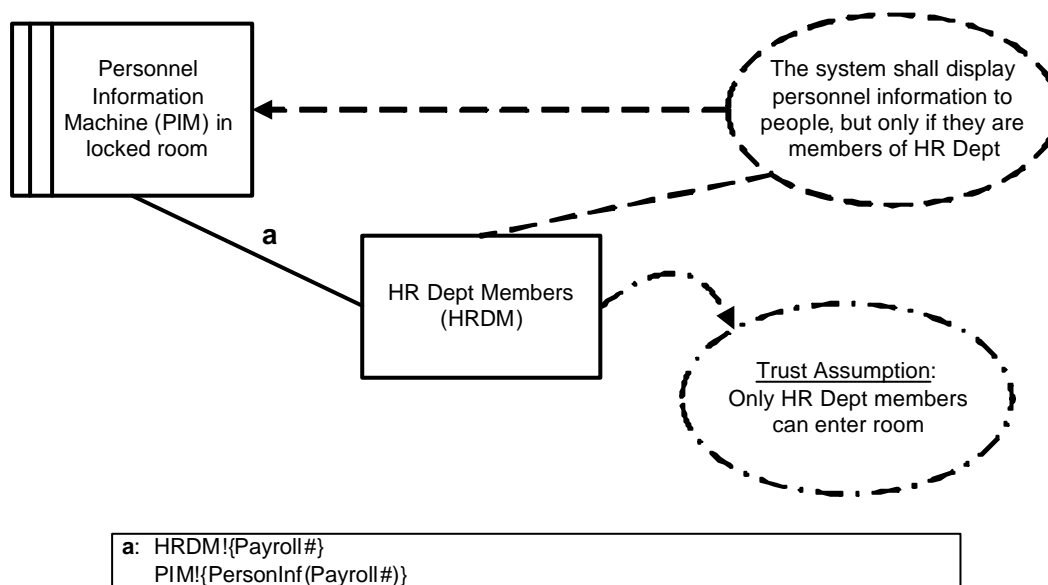 Personnel
Information
Machine (PIM) in
locked room
The system shall display
personnel information to
people, but only if they are
members of HR Dept
a
HR Dept Members
(HRDM)
Trust Assumption:
Only HR Dept members
can enter room
a: HRDM!{Payroll#}
PIM!{PersonInf(Payroll#)}